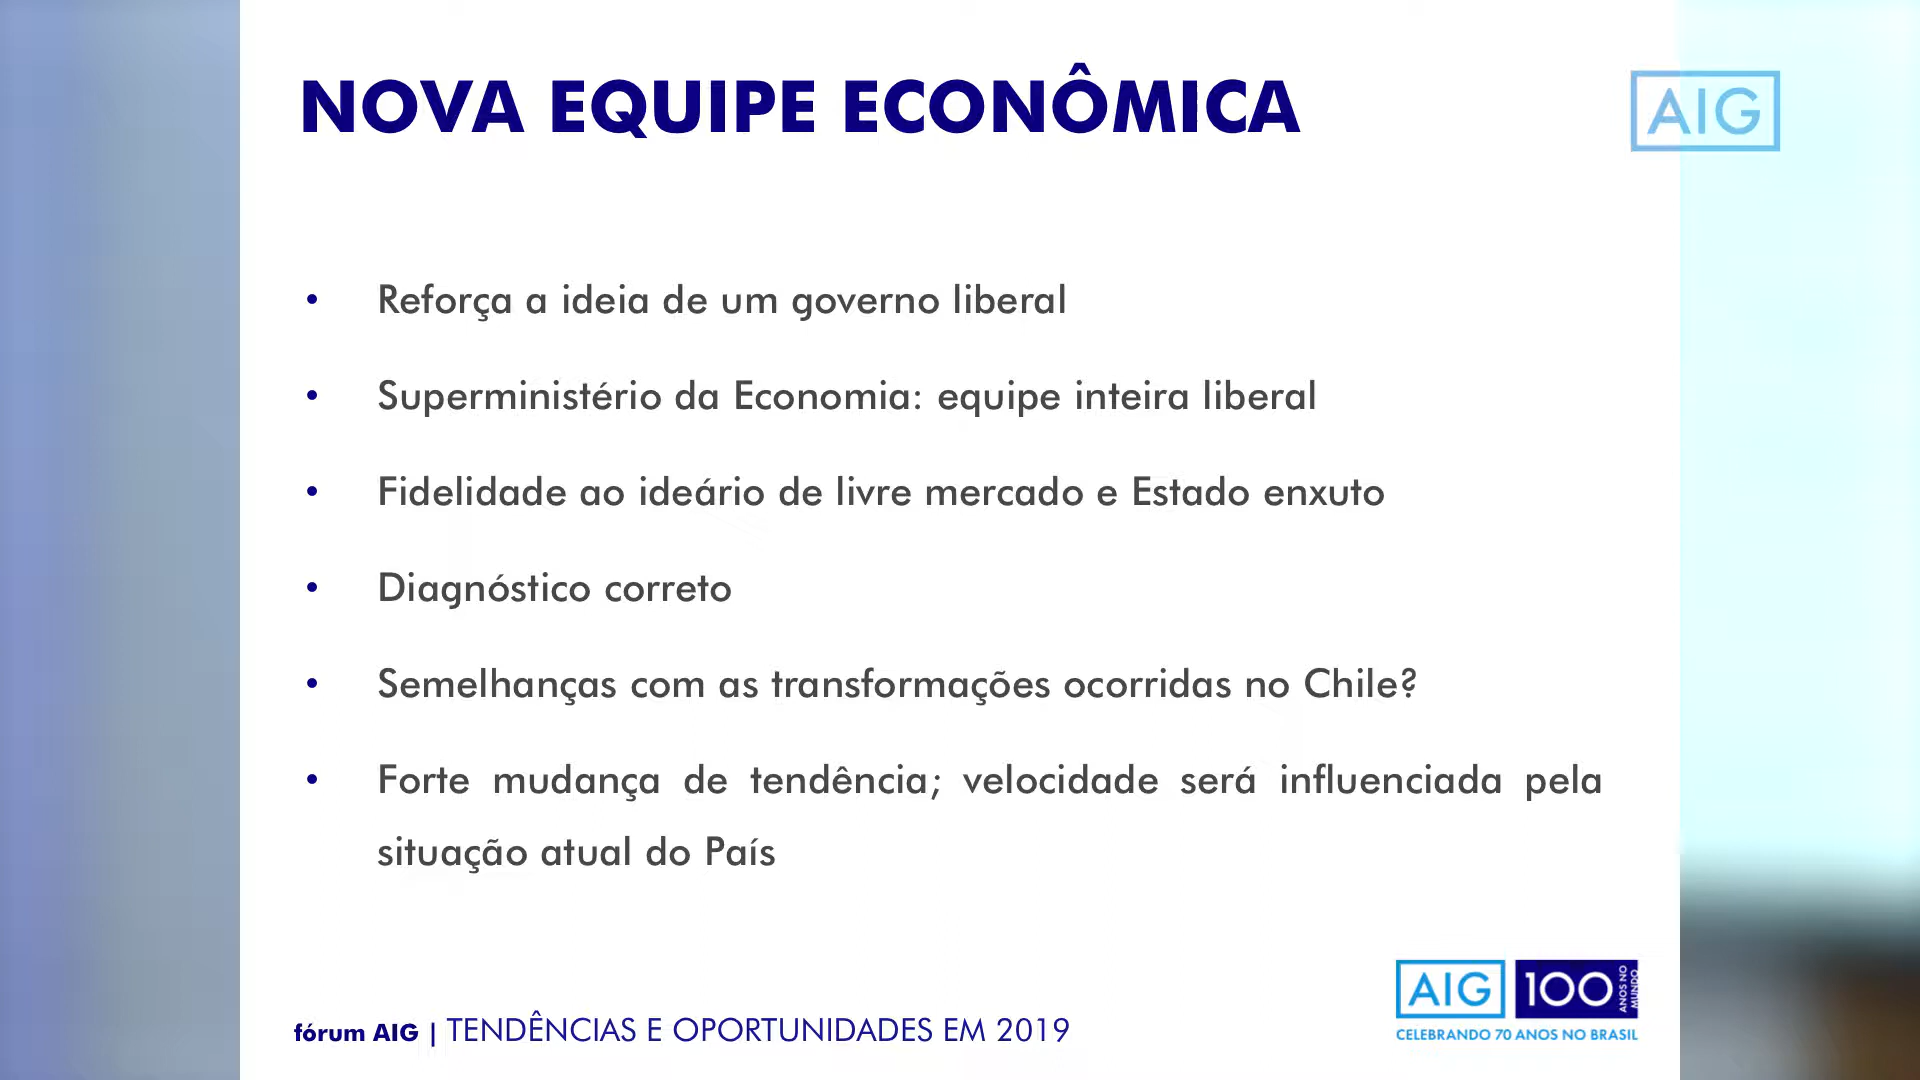 NOVA EQUIPE ECONÔMICA
AIG
• Reforça a ideia de um governo liberal
• Superministério da Economia: equipe inteira liberal
• Fidelidade ao ideário de livre mercado e Estado enxuto
• Diagnóstico correto
• Semelhanças com as transformações ocorridas no Chile?
• Forte mudança de tendência; velocidade será influenciada pela
situação atual do País
AIG 100 ANOS NO MUNDO
CELEBRANDO 70 ANOS NO BRASIL
fórum AIG | TENDÊNCIAS E OPORTUNIDADES EM 2019